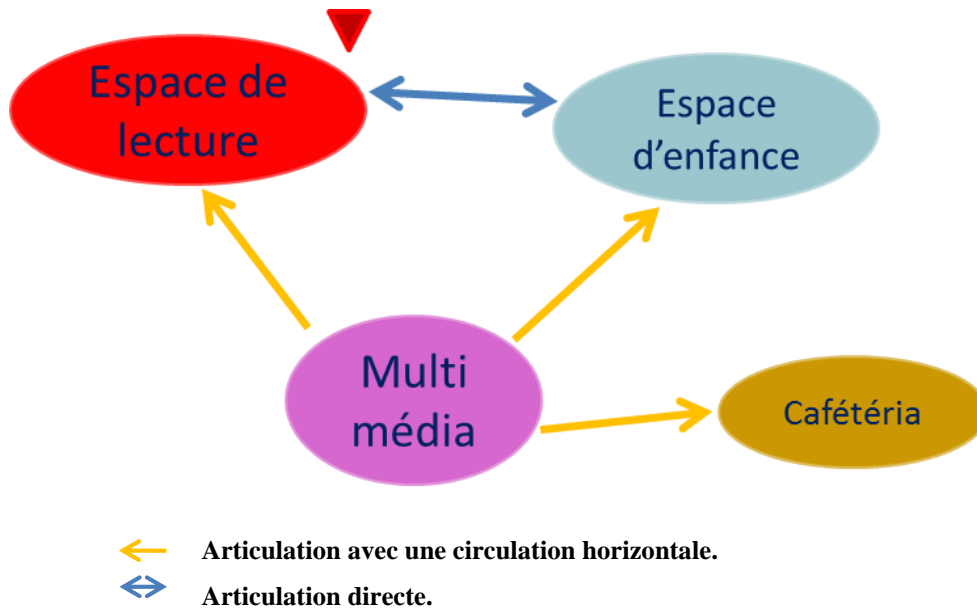 Espace de
lecture
Espace
d’enfance
Multi
média
Cafétéria
Articulation avec une circulation horizontale.
Articulation directe.